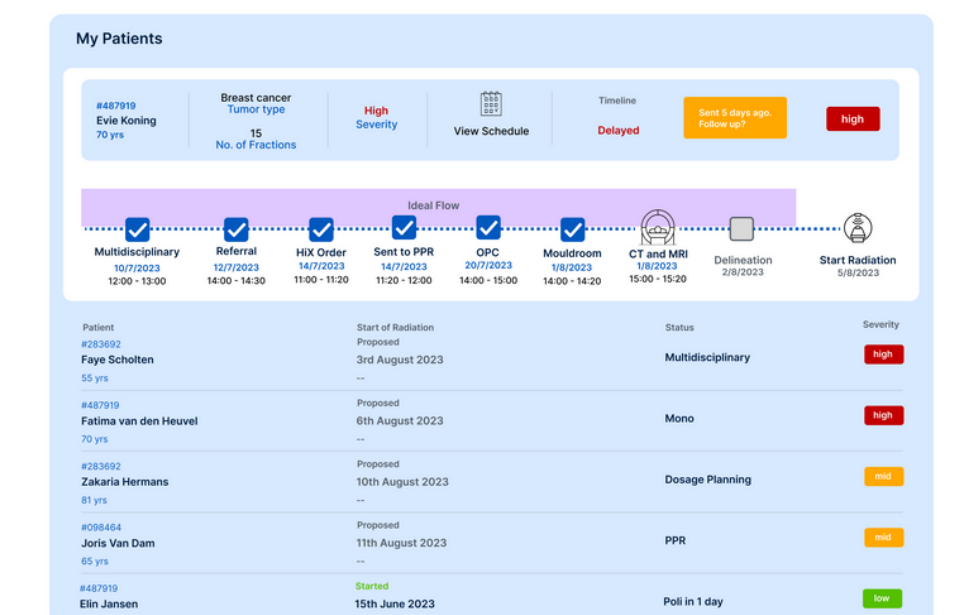 My Patients
#487919
Evie Koning
70 yrs
Breast cancer
Tumor type
15
No. of Fractions
High
Severity
View Schedule
Timeline
Delayed
Sent 5 days ago.
Follow up?
high
Ideal Flow
Multidisciplinary
10/7/2023
12:00 - 13:00
Referral
12/7/2023
14:00 - 14:30
HiX Order
14/7/2023
11:00 - 11:20
Sent to PPR
14/7/2023
11:20 - 12:00
OPC
20/7/2023
14:00 - 15:00
Mouldroom
1/8/2023
14:00 - 14:20
CT and MRI
1/8/2023
15:00 - 15:20
Delineation
2/8/2023
Start Radiation
5/8/2023
Patient
Start of Radiation
Status
Severity
#283692
Faye Scholten
55 yrs
Proposed
3rd August 2023
--
Multidisciplinary
high
#487919
Fatima van den Heuvel
70 yrs
Proposed
6th August 2023
--
Mono
high
#283692
Zakaria Hermans
81 yrs
Proposed
10th August 2023
--
Dosage Planning
mid
#098464
Joris Van Dam
65 yrs
Proposed
11th August 2023
--
PPR
mid
#487919
Elin Jansen
Started
15th June 2023
Poli in 1 day
low